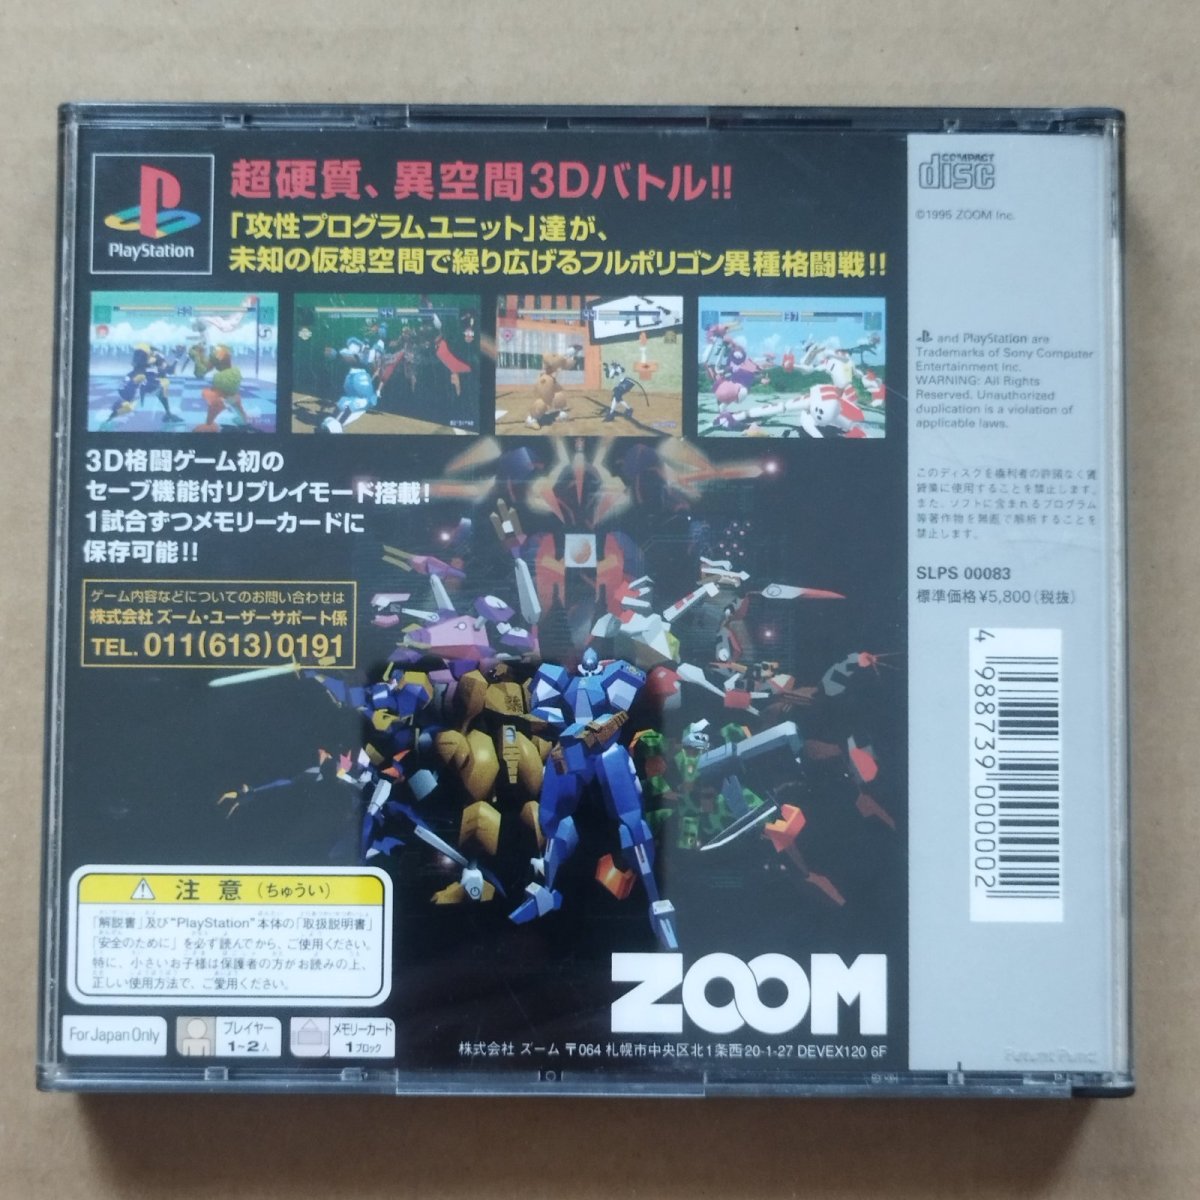 PlayStation
超硬質、異空間3Dバトル!!
「攻性プログラムユニット」達が、
未知の仮想空間で繰り広げるフルポリゴン異種格闘戦!!
3D格闘ゲーム初の
セーブ機能付リプレイモード搭載!
1試合ずつメモリーカードに
保存可能!!
ゲーム内容などについてのお問い合わせは
株式会社 ズーム・ユーザーサポート係
TEL. 011(613)0191
注意(ちゅうい)
「解説書」及び"PlayStation"本体の「取扱説明書」
「安全のために」を必ず読んでから、ご使用ください。
特に、小さいお子様は保護者の方がお読みの上、
正しい使用方法で、ご愛用ください。
For Japan Only
プレイヤー
1~2人
メモリーカード
1ブロック
ZOOM
株式会社 ズーム 〒064 札幌市中央区北1条西20-1-27 DEVEX120 6F
COMPACT
disc
©1995 ZOOM Inc.
and PlayStation are
Trademarks of Sony Computer
Entertainment Inc.
WARNING: All Rights
Reserved. Unauthorized
duplication is a violation of
applicable laws.
このディスクを権利者の許諾なく賃
貸業に使用することを禁止します。
また、ソフトに含まれるプログラム
等著作物を無断で解析することを
禁止します。
SLPS 00083
標準価格¥5,800(税抜)
4 988739 000002